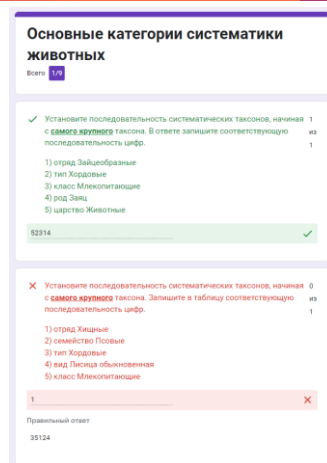 Основные категории систематики
животных
Всего 1/9
Установите последовательность систематических таксонов, начиная 1
с самого крупного таксона. В ответе запишите соответствующую из
последовательность цифр. 1
1) отряд Зайцеобразные
2) тип Хордовые
3) класс Млекопитающие
4) род Заяц
5) царство Животные
52314
Установите последовательность систематических таксонов, начиная 0
с самого крупного таксона. Запишите в таблицу соответствующую из
последовательность цифр. 1
1) отряд Хищные
2) семейство Псовые
3) тип Хордовые
4) вид Лисица обыкновенная
5) класс Млекопитающие
1
Правильный ответ
35124